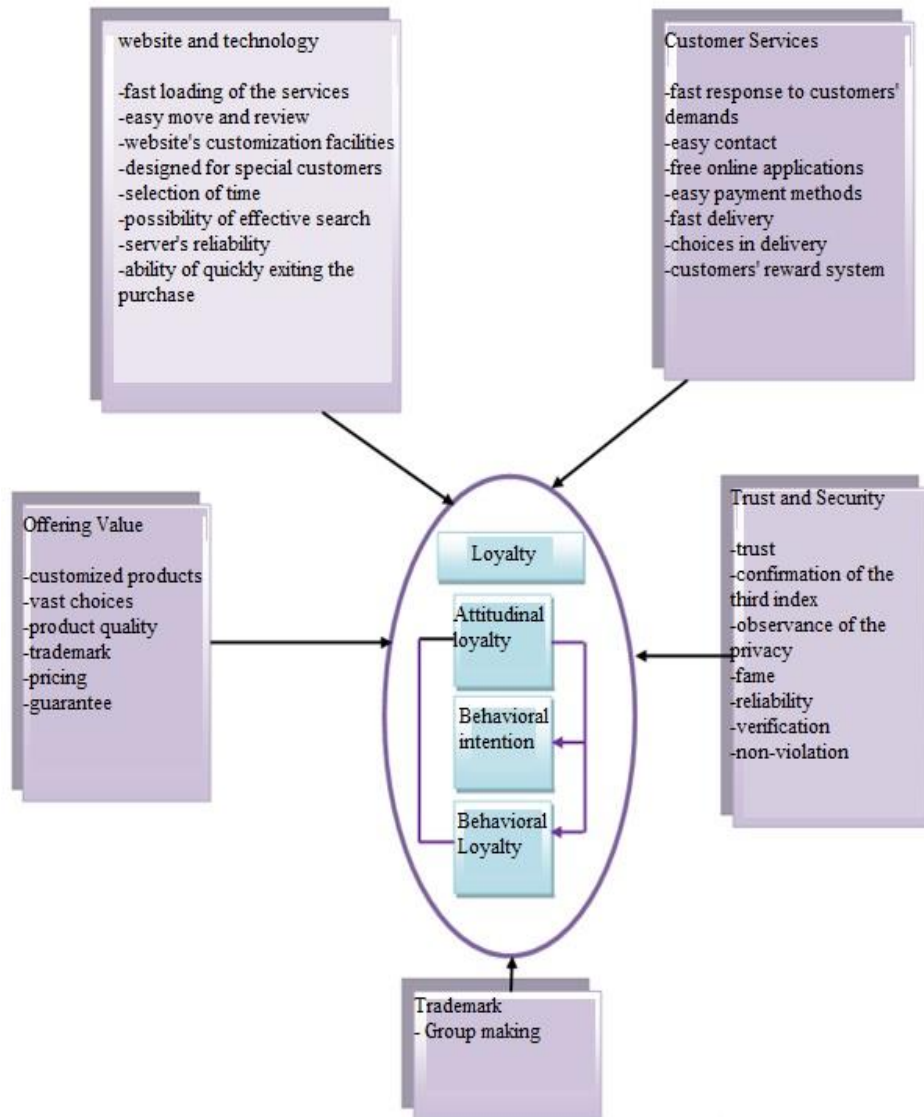 website and technology
-fast loading of the services
-easy move and review
-website's customization facilities
-designed for special customers
-selection of time
-possibility of effective search
-server's reliability
-ability of quickly exiting the
purchase
Customer Services
-fast response to customers'
demands
-easy contact
-free online applications
-easy payment methods
-fast delivery
-choices in delivery
-customers' reward system
Offering Value
-customized products
-vast choices
-product quality
-trademark
-pricing
-guarantee
Loyalty
Attitudinal
loyalty
Behavioral
intention
Behavioral
Loyalty
Trust and Security
-trust
-confirmation of the
third index
-observance of the
privacy
-fame
-reliability
-verification
-non-violation
Trademark
- Group making